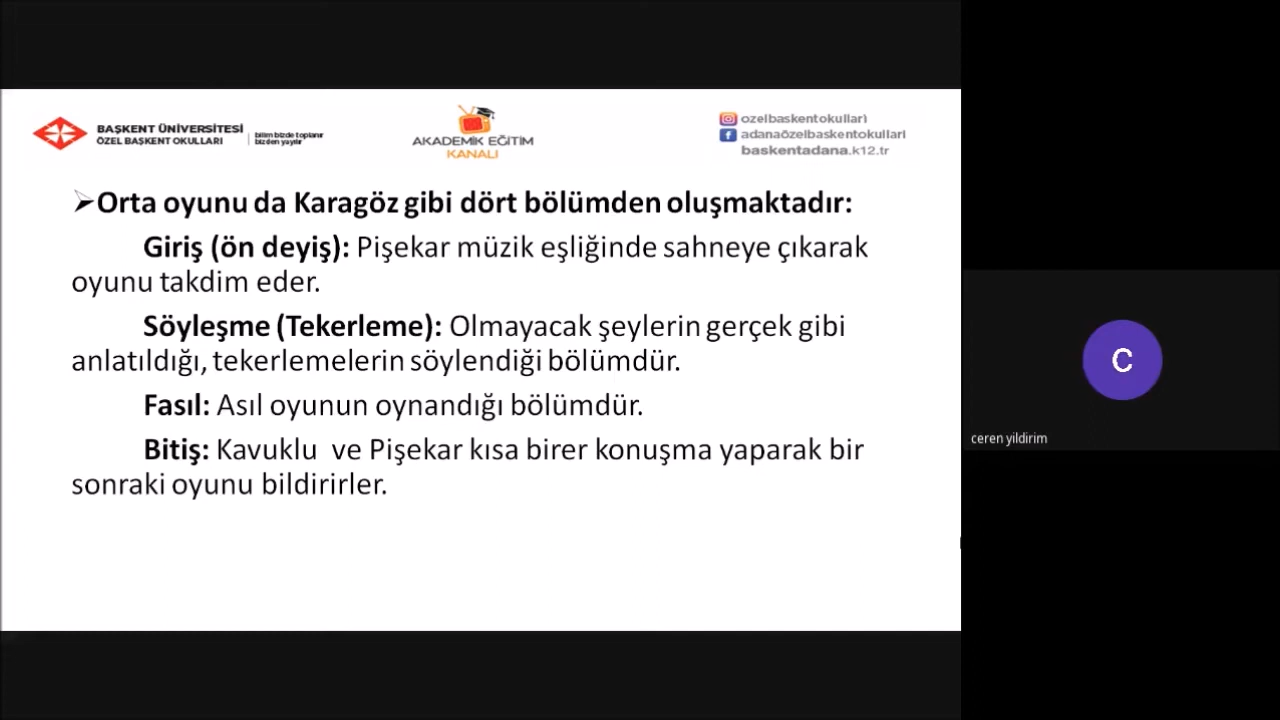 BAŞKENT ÜNİVERSİTESİ
ÖZEL BAŞKENT OKULLARI
bilim bizde toplanır
bizden yayılır
AKADEMİK EĞİTİM
KANALI
ozelbaskentokullari
adanaözelbaskentokullari
baskentadana.k12.tr
➢Orta oyunu da Karagöz gibi dört bölümden oluşmaktadır:
Giriş (ön deyiş): Pişekar müzik eşliğinde sahneye çıkarak
oyunu takdim eder.
Söyleşme (Tekerleme): Olmayacak şeylerin gerçek gibi
anlatıldığı, tekerlemelerin söylendiği bölümdür.
Fasıl: Asıl oyunun oynandığı bölümdür.
Bitiş: Kavuklu  ve Pişekar kısa birer konuşma yaparak bir
sonraki oyunu bildirirler.
C
ceren yildirim